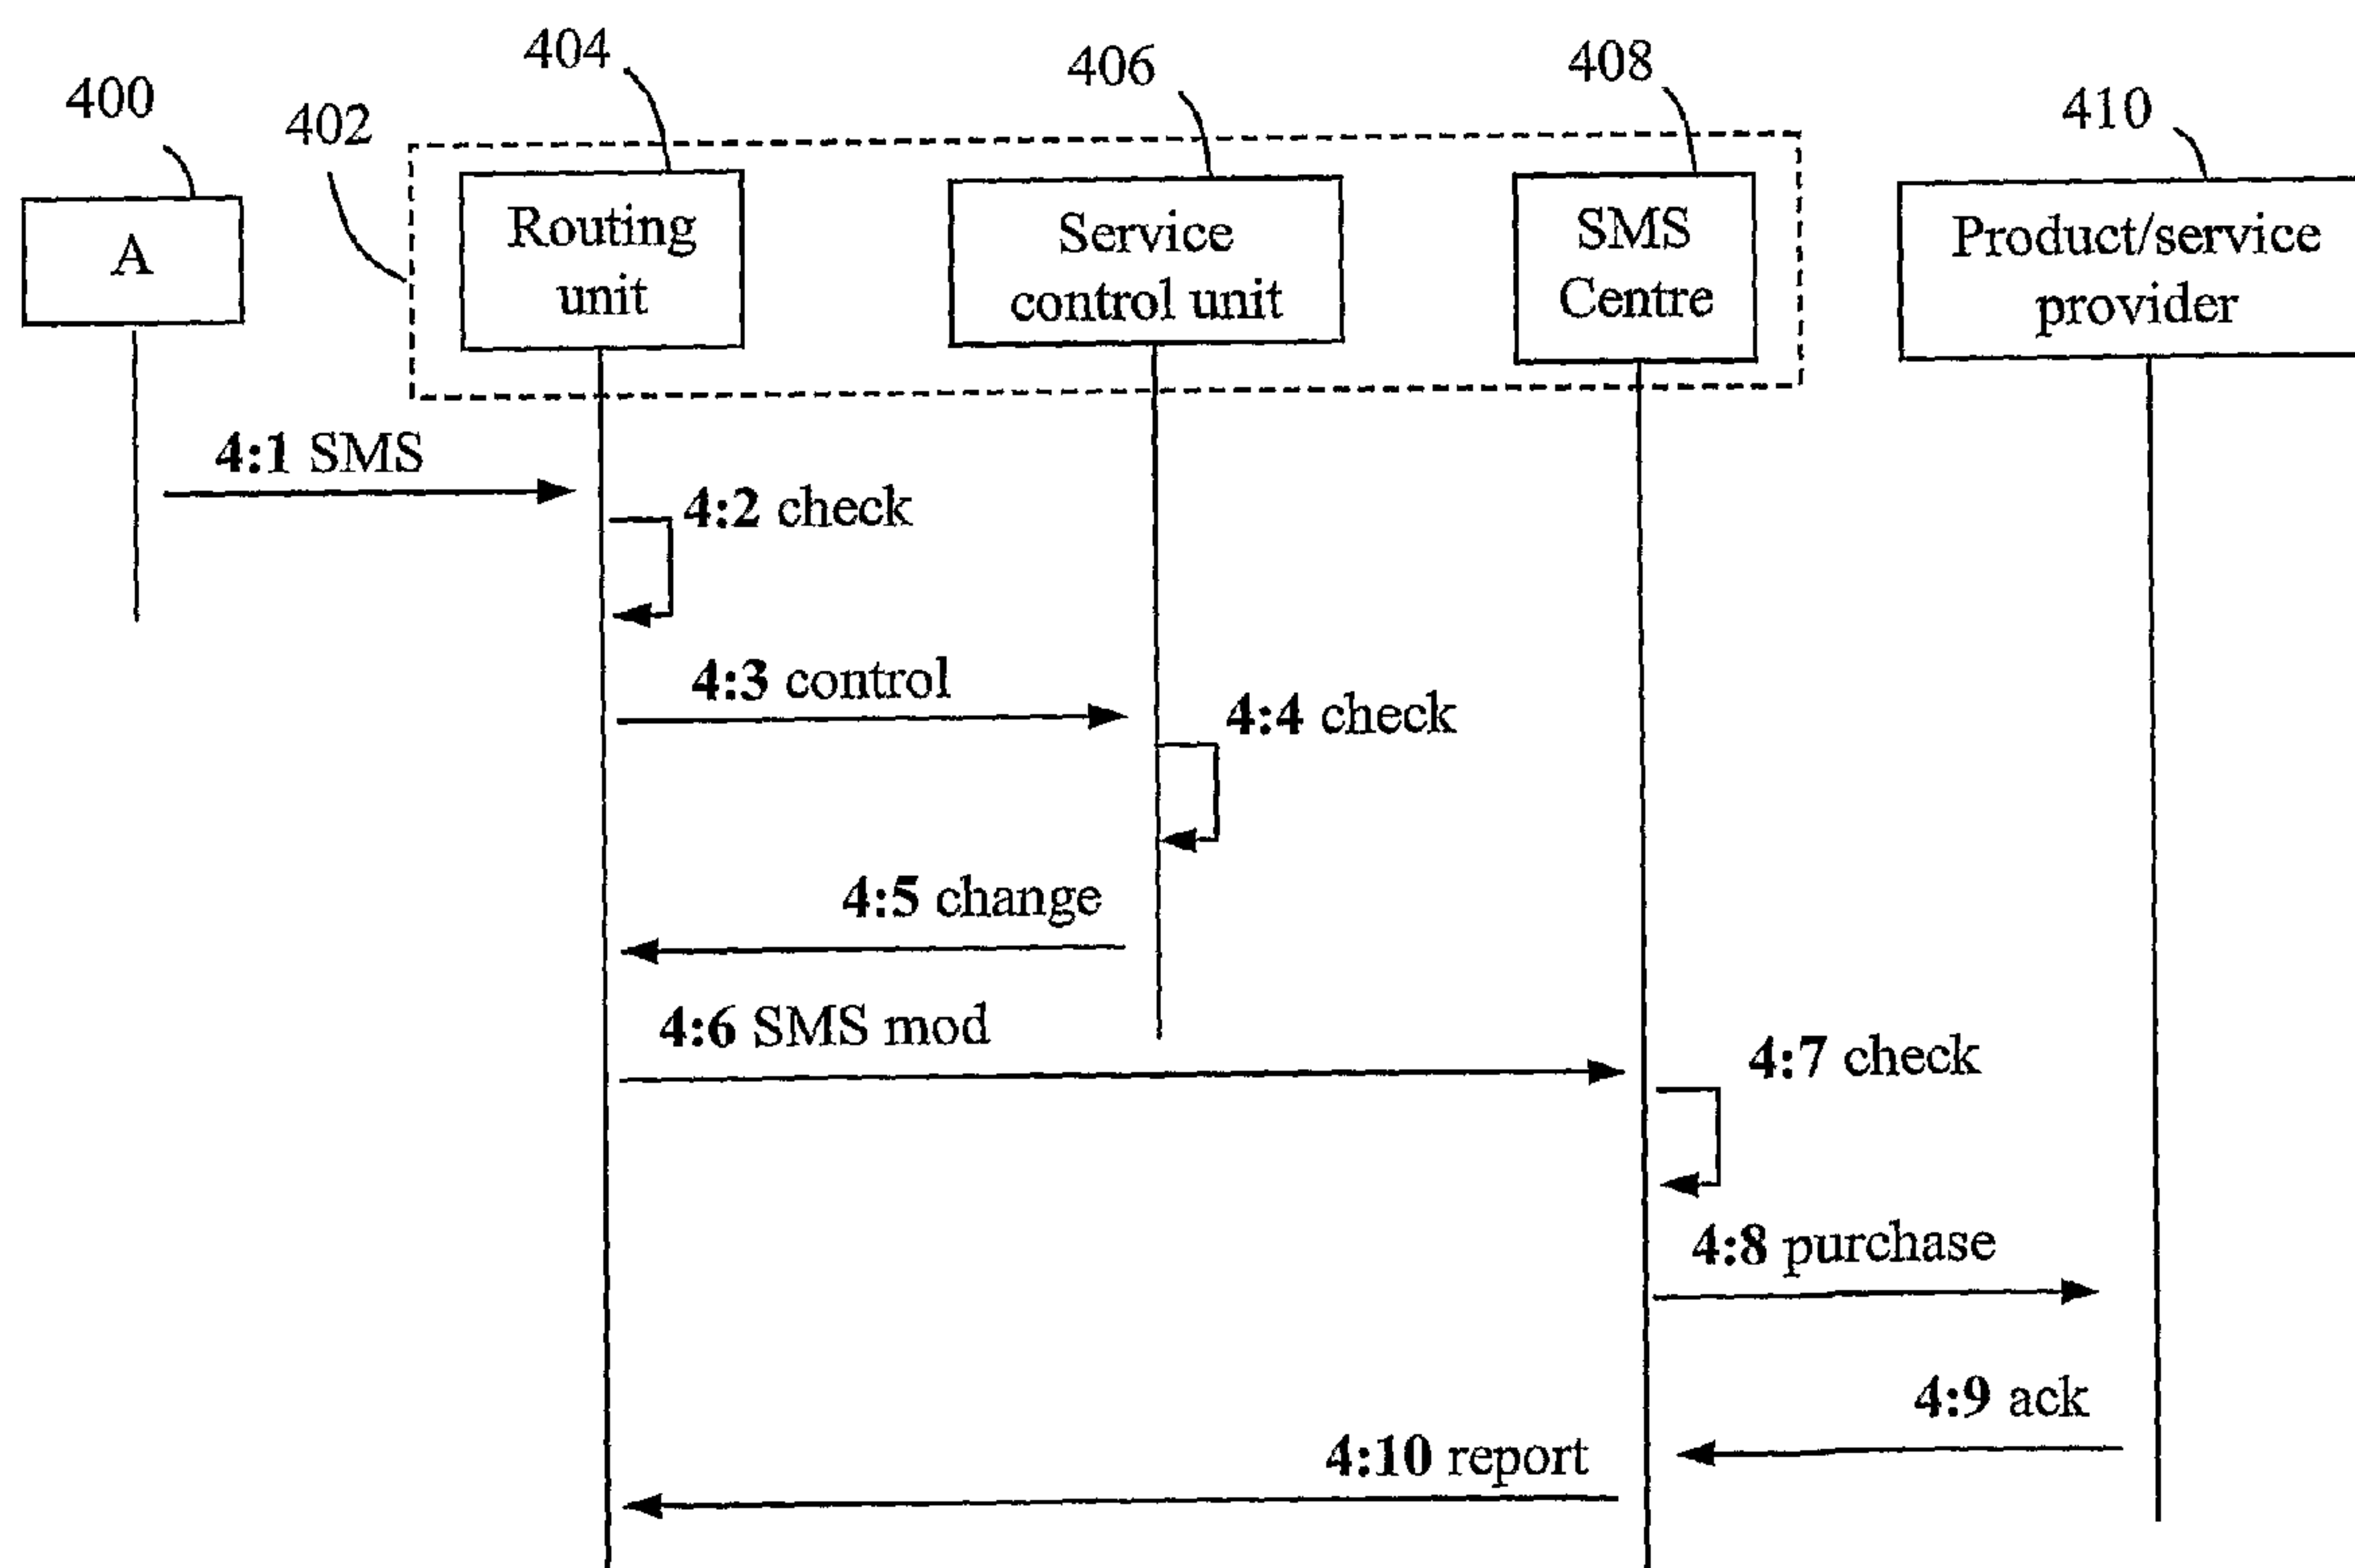 404
406
408
400
402
410
A
Routing
unit
Service
control unit
SMS
Centre
Product/service
provider
4:1 SMS
4:2 check
4:3 control
4:4 check
4:5 change
4:6 SMS mod
4:7 check
4:8 purchase
4:9 ack
4:10 report